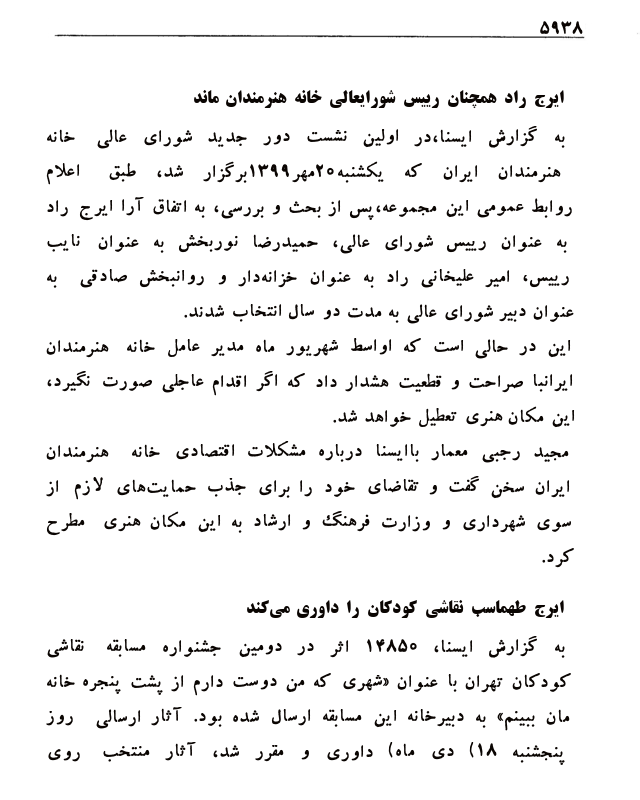 ۵۹۳۸
ایرج راد همچنان رییس شورایعالی خانه هنرمندان ماند
به گزارش ایسنا،در اولین نشست دور جدید شورای عالی خانه
هنرمندان ایران که یکشنبه۲۰مهر۱۳۹۹برگزار شد، طبق اعلام
روابط عمومی این مجموعه،پس از بحث و بررسی، به اتفاق آرا ایرج راد
به عنوان رییس شورای عالی، حمیدرضا نوربخش به عنوان نایب
رییس، امیر علیخانی راد به عنوان خزانه‌دار و روانبخش صادقی به
عنوان دبیر شورای عالی به مدت دو سال انتخاب شدند.
این در حالی است که اواسط شهریور ماه مدیر عامل خانه هنرمندان
ایرانبا صراحت و قطعیت هشدار داد که اگر اقدام عاجلی صورت نگیرد،
این مکان هنری تعطیل خواهد شد.
مجید رجبی معمار باایسنا درباره مشکلات اقتصادی خانه هنرمندان
ایران سخن گفت و تقاضای خود را برای جذب حمایت‌های لازم از
سوی شهرداری و وزارت فرهنگ و ارشاد به این مکان هنری مطرح
کرد.
ایرج طهماسب نقاشی کودکان را داوری می‌کند
به گزارش ایسنا، ۱۴۸۵۰ اثر در دومین جشنواره مسابقه نقاشی
کودکان تهران با عنوان «شهری که من دوست دارم از پشت پنجره خانه
مان ببینم» به دبیرخانه این مسابقه ارسال شده بود. آثار ارسالی روز
پنجشنبه ۱۸) دی ماه) داوری و مقرر شد، آثار منتخب روی